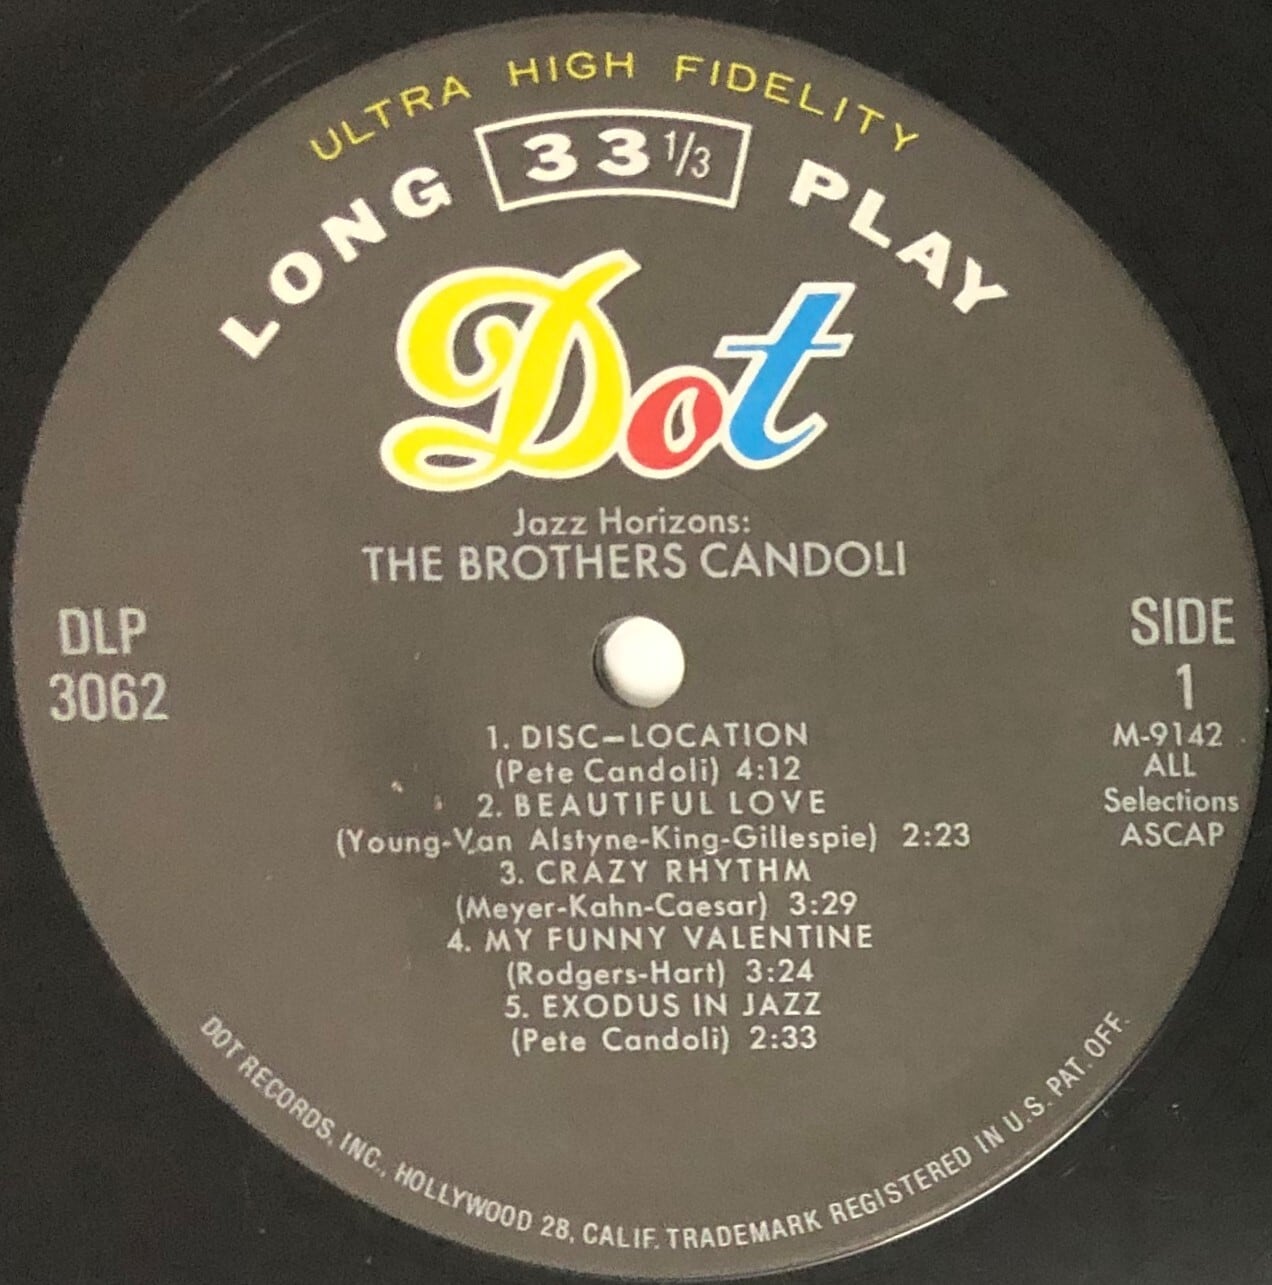 ULTRA HIGH FIDELITY
LONG 33 1/3 PLAY
Dot
Jazz Horizons:
THE BROTHERS CANDOLI
DLP
3062
SIDE
1
M-9142
ALL
Selections
ASCAP
1. DISC—LOCATION
(Pete Candoli) 4:12
2. BEAUTIFUL LOVE
(Young-Van Alstyne-King-Gillespie) 2:23
3. CRAZY RHYTHM
(Meyer-Kahn-Caesar) 3:29
4. MY FUNNY VALENTINE
(Rodgers-Hart) 3:24
5. EXODUS IN JAZZ
(Pete Candoli) 2:33
DOT RECORDS, INC., HOLLYWOOD 28, CALIF. TRADEMARK REGISTERED IN U.S. PAT. OFF.